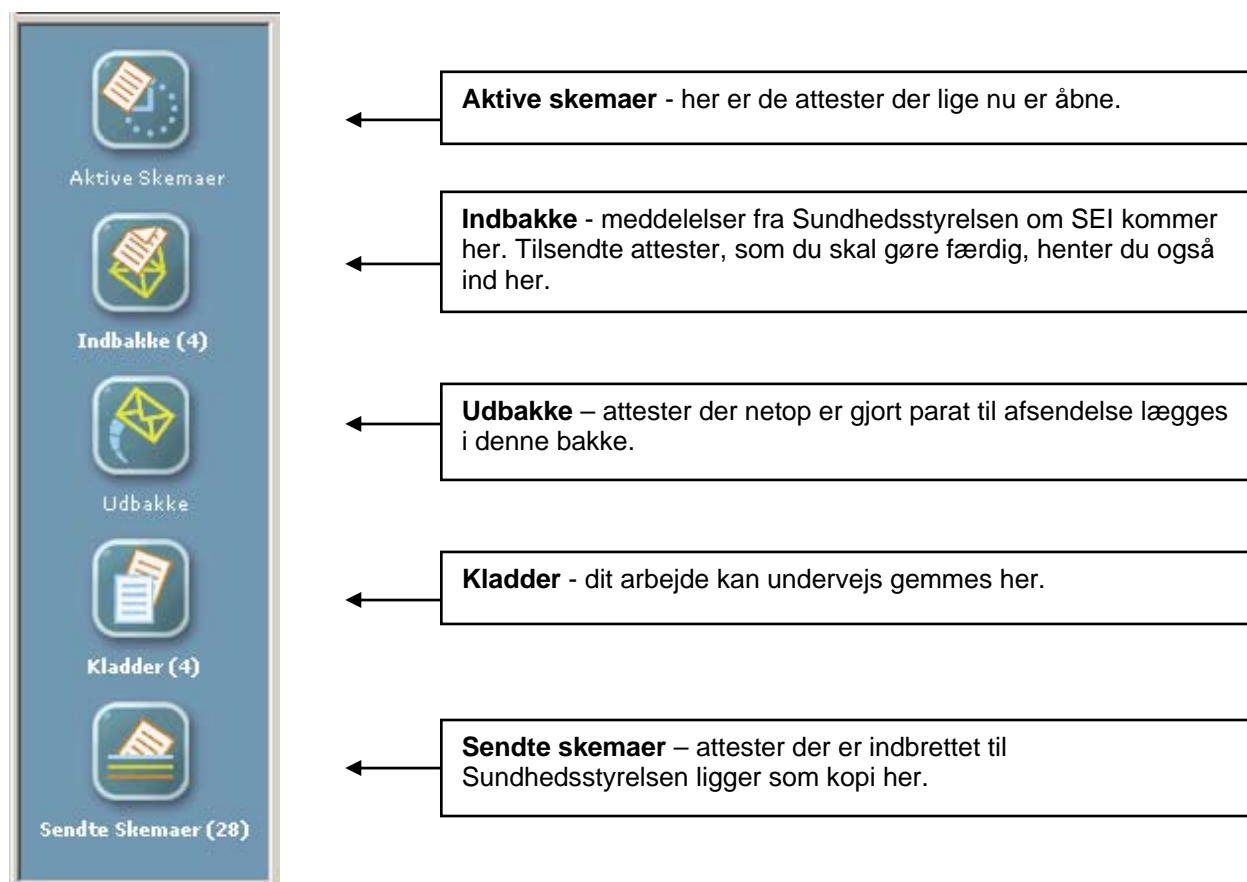 Aktive Skemaer
Aktive skemaer - her er de attester der lige nu er åbne.
Indbakke (4)
Indbakke - meddelelser fra Sundhedsstyrelsen om SEI kommer
her. Tilsendte attester, som du skal gøre færdig, henter du også
ind her.
Udbakke
Udbakke – attester der netop er gjort parat til afsendelse lægges
i denne bakke.
Kladder (4)
Kladder - dit arbejde kan undervejs gemmes her.
Sendte Skemaer (28)
Sendte skemaer – attester der er indbrettet til
Sundhedsstyrelsen ligger som kopi her.